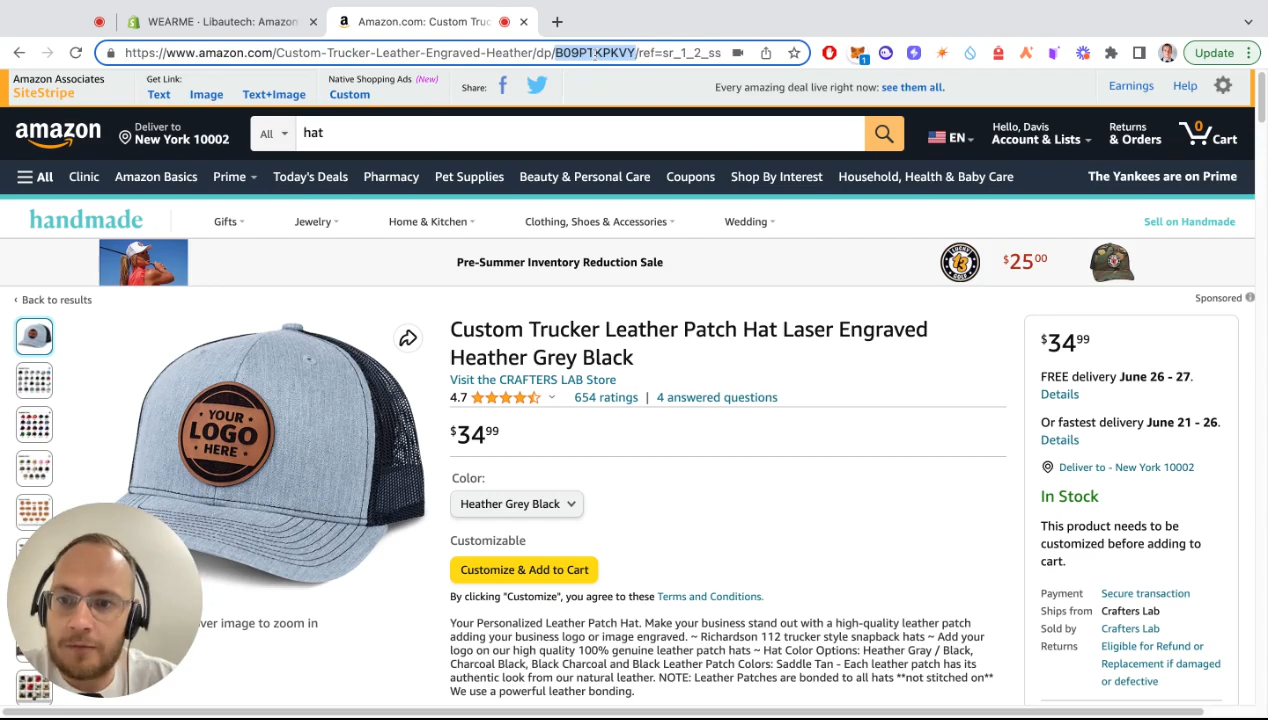 WEARME · Libautech: Amazon
Amazon.com: Custom Truc
https://www.amazon.com/Custom-Trucker-Leather-Engraved-Heather/dp/B09PTXPKVY/ref=sr_1_2_ss
Update
Amazon Associates
SiteStripe
Get Link:
Text Image Text+Image
Native Shopping Ads (New)
Custom
Share:
Every amazing deal live right now: see them all.
Earnings Help
amazon
Deliver to
New York 10002
All hat
EN
Hello, Davis
Account & Lists
Returns
& Orders
0
Cart
All Clinic Amazon Basics Prime Today's Deals Pharmacy Pet Supplies Beauty & Personal Care Coupons Shop By Interest Household, Health & Baby Care The Yankees are on Prime
handmade Gifts Jewelry Home & Kitchen Clothing, Shoes & Accessories Wedding Sell on Handmade
Pre-Summer Inventory Reduction Sale
13
$25⁰⁰
‹ Back to results
Sponsored
YOUR
LOGO
HERE
Custom Trucker Leather Patch Hat Laser Engraved
Heather Grey Black
Visit the CRAFTERS LAB Store
4.7 654 ratings | 4 answered questions
$34⁹⁹
Color:
Heather Grey Black
Customizable
Customize & Add to Cart
By clicking "Customize", you agree to these Terms and Conditions.
Your Personalized Leather Patch Hat. Make your business stand out with a high-quality leather patch
adding your business logo or image engraved. ~ Richardson 112 trucker style snapback hats ~ Add your
logo on our high quality 100% genuine leather patch hats ~ Hat Color Options: Heather Gray / Black,
Charcoal Black, Black Charcoal and Black Leather Patch Colors: Saddle Tan - Each leather patch has its
authentic look from our natural leather. NOTE: Leather Patches are bonded to all hats **not stitched on**
We use a powerful leather bonding.
ver image to zoom in
$34⁹⁹
FREE delivery June 26 - 27.
Details
Or fastest delivery June 21 - 26.
Details
Deliver to - New York 10002
In Stock
This product needs to be
customized before adding to
cart.
Payment Secure transaction
Ships from Crafters Lab
Sold by Crafters Lab
Returns Eligible for Refund or
Replacement if damaged
or defective